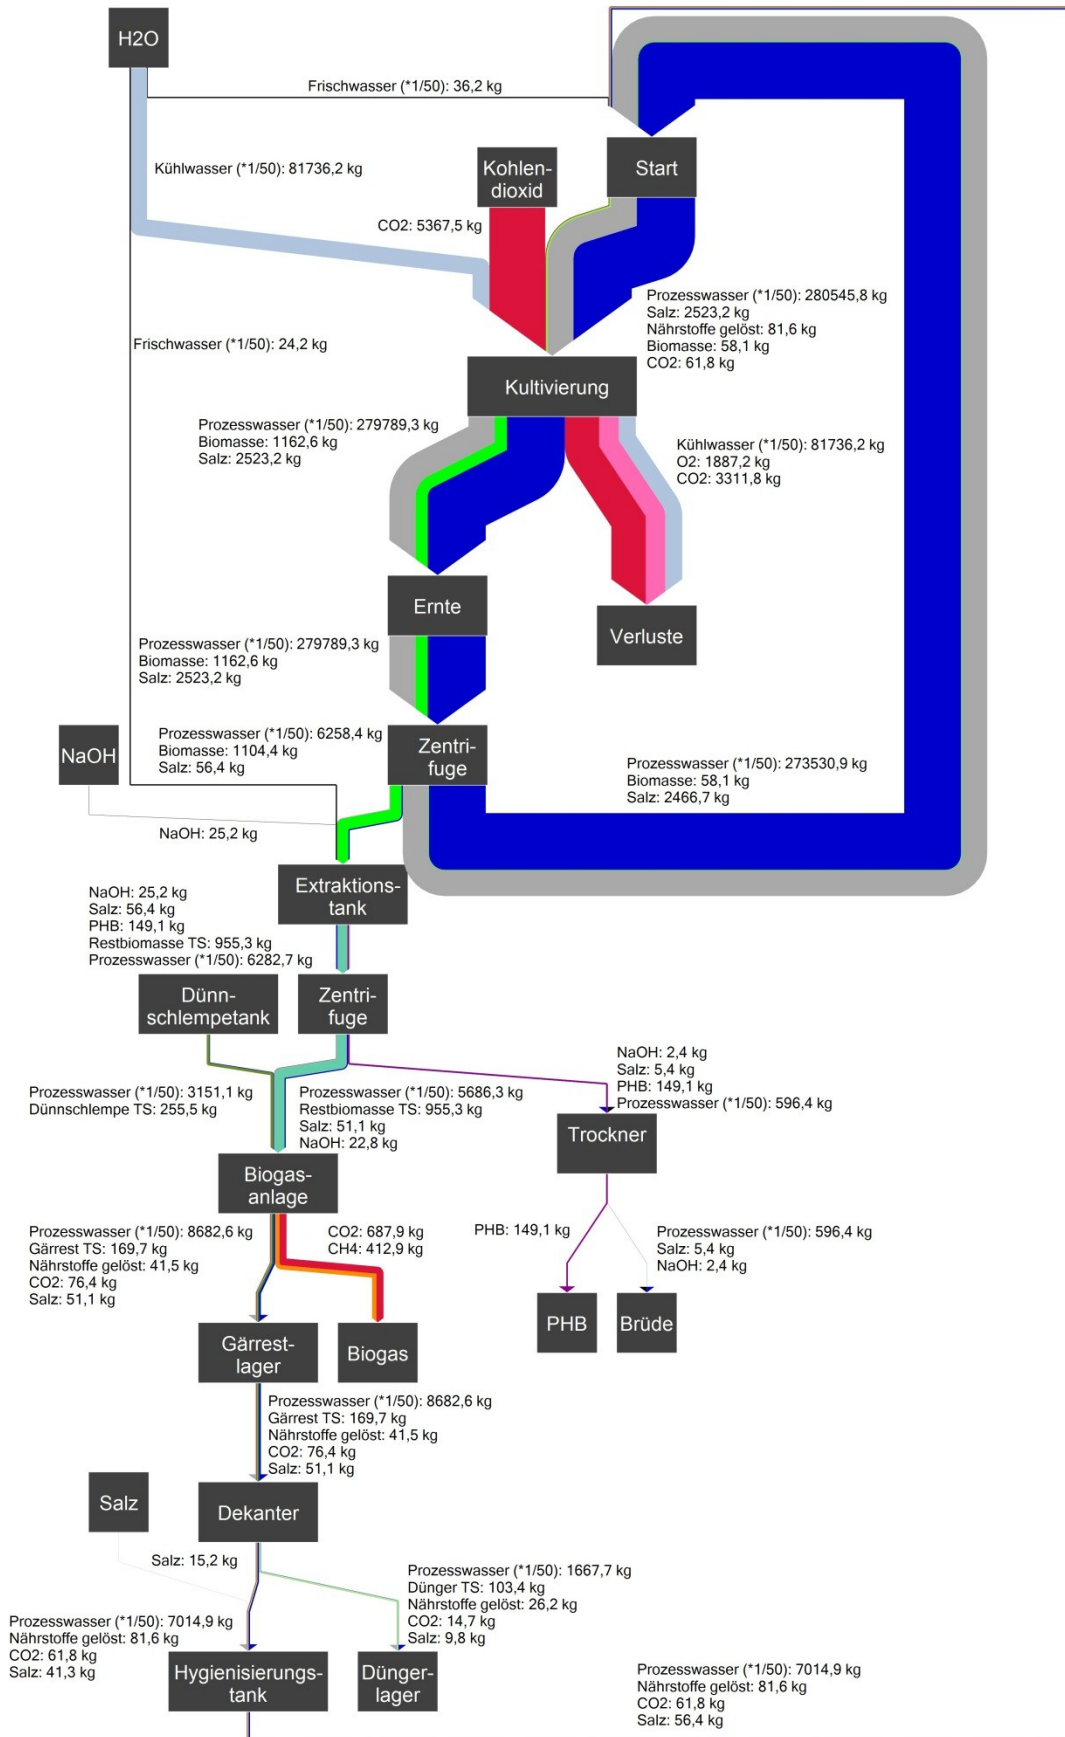 H2O
Frischwasser (*1/50): 36,2 kg
Kühlwasser (*1/50): 81736,2 kg
Kohlen-
dioxid
Start
CO2: 5367,5 kg
Prozesswasser (*1/50): 280545,8 kg
Salz: 2523,2 kg
Nährstoffe gelöst: 81,6 kg
Biomasse: 58,1 kg
CO2: 61,8 kg
Frischwasser (*1/50): 24,2 kg
Kultivierung
Prozesswasser (*1/50): 279789,3 kg
Biomasse: 1162,6 kg
Salz: 2523,2 kg
Kühlwasser (*1/50): 81736,2 kg
O2: 1887,2 kg
CO2: 3311,8 kg
Ernte
Verluste
Prozesswasser (*1/50): 279789,3 kg
Biomasse: 1162,6 kg
Salz: 2523,2 kg
Prozesswasser (*1/50): 6258,4 kg
Biomasse: 1104,4 kg
Salz: 56,4 kg
NaOH
Zentri-
fuge
Prozesswasser (*1/50): 273530,9 kg
Biomasse: 58,1 kg
Salz: 2466,7 kg
NaOH: 25,2 kg
Extraktions-
tank
NaOH: 25,2 kg
Salz: 56,4 kg
PHB: 149,1 kg
Restbiomasse TS: 955,3 kg
Prozesswasser (*1/50): 6282,7 kg
Dünn-
schlempetank
Zentri-
fuge
NaOH: 2,4 kg
Salz: 5,4 kg
PHB: 149,1 kg
Prozesswasser (*1/50): 596,4 kg
Prozesswasser (*1/50): 3151,1 kg
Dünnschlempe TS: 255,5 kg
Prozesswasser (*1/50): 5686,3 kg
Restbiomasse TS: 955,3 kg
Salz: 51,1 kg
NaOH: 22,8 kg
Trockner
Biogas-
anlage
Prozesswasser (*1/50): 8682,6 kg
Gärrest TS: 169,7 kg
Nährstoffe gelöst: 41,5 kg
CO2: 76,4 kg
Salz: 51,1 kg
CO2: 687,9 kg
CH4: 412,9 kg
PHB: 149,1 kg
Prozesswasser (*1/50): 596,4 kg
Salz: 5,4 kg
NaOH: 2,4 kg
Gärrest-
lager
Biogas
PHB
Brüde
Prozesswasser (*1/50): 8682,6 kg
Gärrest TS: 169,7 kg
Nährstoffe gelöst: 41,5 kg
CO2: 76,4 kg
Salz: 51,1 kg
Salz
Dekanter
Salz: 15,2 kg
Prozesswasser (*1/50): 1667,7 kg
Dünger TS: 103,4 kg
Nährstoffe gelöst: 26,2 kg
CO2: 14,7 kg
Salz: 9,8 kg
Prozesswasser (*1/50): 7014,9 kg
Nährstoffe gelöst: 81,6 kg
CO2: 61,8 kg
Salz: 41,3 kg
Hygienisierungs-
tank
Dünger-
lager
Prozesswasser (*1/50): 7014,9 kg
Nährstoffe gelöst: 81,6 kg
CO2: 61,8 kg
Salz: 56,4 kg